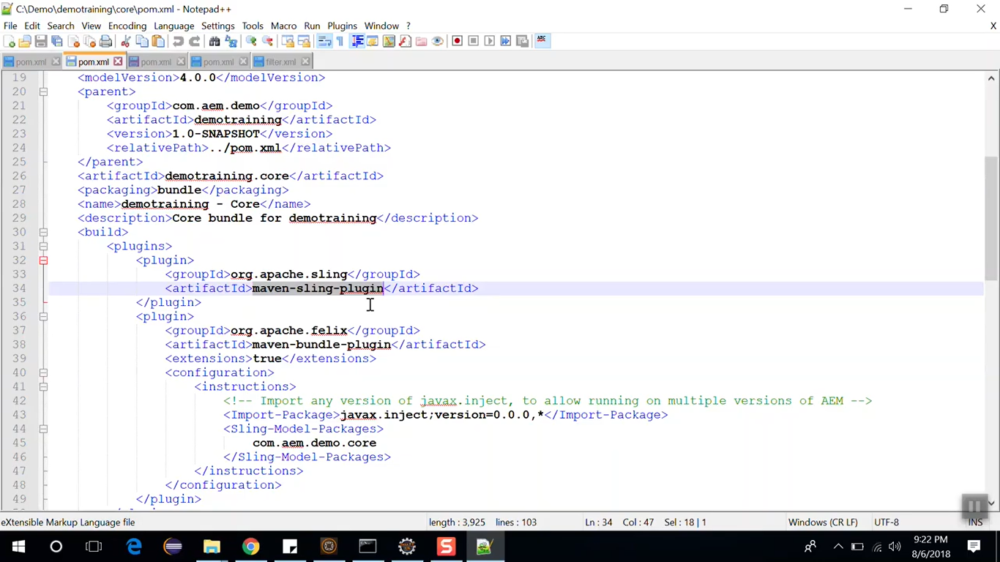 C:\Demo\demotraining\core\pom.xml - Notepad++
File Edit Search View Encoding Language Settings Tools Macro Run Plugins Window ? X
ABC
pom.xml pom.xml pom.xml pom.xml filter.xml
19 <modelVersion>4.0.0</modelVersion>
20 <parent>
21 <groupId>com.aem.demo</groupId>
22 <artifactId>demotraining</artifactId>
23 <version>1.0-SNAPSHOT</version>
24 <relativePath>../pom.xml</relativePath>
25 </parent>
26 <artifactId>demotraining.core</artifactId>
27 <packaging>bundle</packaging>
28 <name>demotraining - Core</name>
29 <description>Core bundle for demotraining</description>
30 <build>
31 <plugins>
32 <plugin>
33 <groupId>org.apache.sling</groupId>
34 <artifactId>maven-sling-plugin</artifactId>
35 </plugin>
36 <plugin>
37 <groupId>org.apache.felix</groupId>
38 <artifactId>maven-bundle-plugin</artifactId>
39 <extensions>true</extensions>
40 <configuration>
41 <instructions>
42 <!-- Import any version of javax.inject, to allow running on multiple versions of AEM -->
43 <Import-Package>javax.inject;version=0.0.0,*</Import-Package>
44 <Sling-Model-Packages>
45 com.aem.demo.core
46 </Sling-Model-Packages>
47 </instructions>
48 </configuration>
49 </plugin>
eXtensible Markup Language file length : 3,925 lines : 103 Ln : 34 Col : 47 Sel : 18 | 1 Windows (CR LF) UTF-8 INS
9:22 PM
8/6/2018